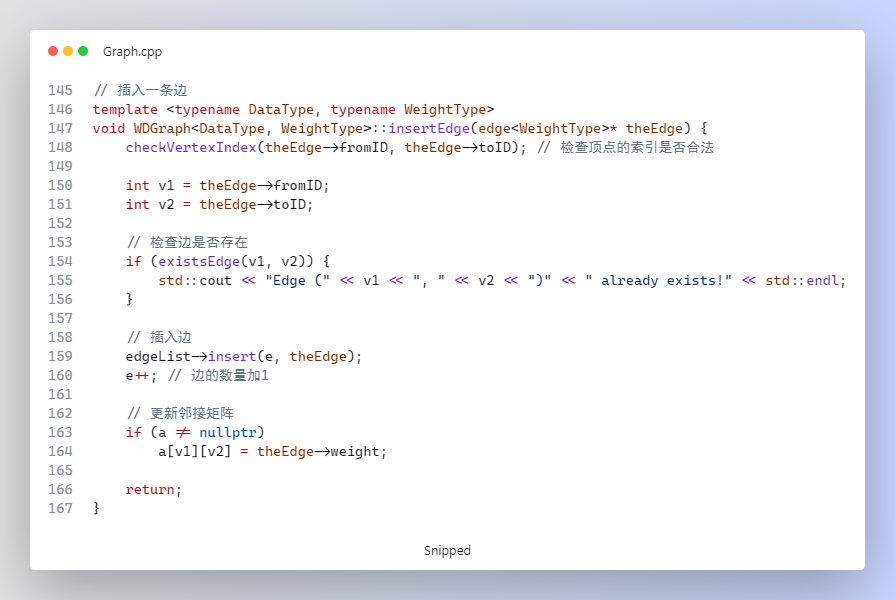 Graph.cpp
145 // 插入一条边
146 template <typename DataType, typename WeightType>
147 void WDGraph<DataType, WeightType>::insertEdge(edge<WeightType>* theEdge) {
148     checkVertexIndex(theEdge->fromID, theEdge->toID); // 检查顶点的索引是否合法
149
150     int v1 = theEdge->fromID;
151     int v2 = theEdge->toID;
152
153     // 检查边是否存在
154     if (existsEdge(v1, v2)) {
155         std::cout << "Edge (" << v1 << ", " << v2 << ")" << " already exists!" << std::endl;
156     }
157
158     // 插入边
159     edgeList->insert(e, theEdge);
160     e++; // 边的数量加1
161
162     // 更新邻接矩阵
163     if (a != nullptr)
164         a[v1][v2] = theEdge->weight;
165
166     return;
167 }
Snipped